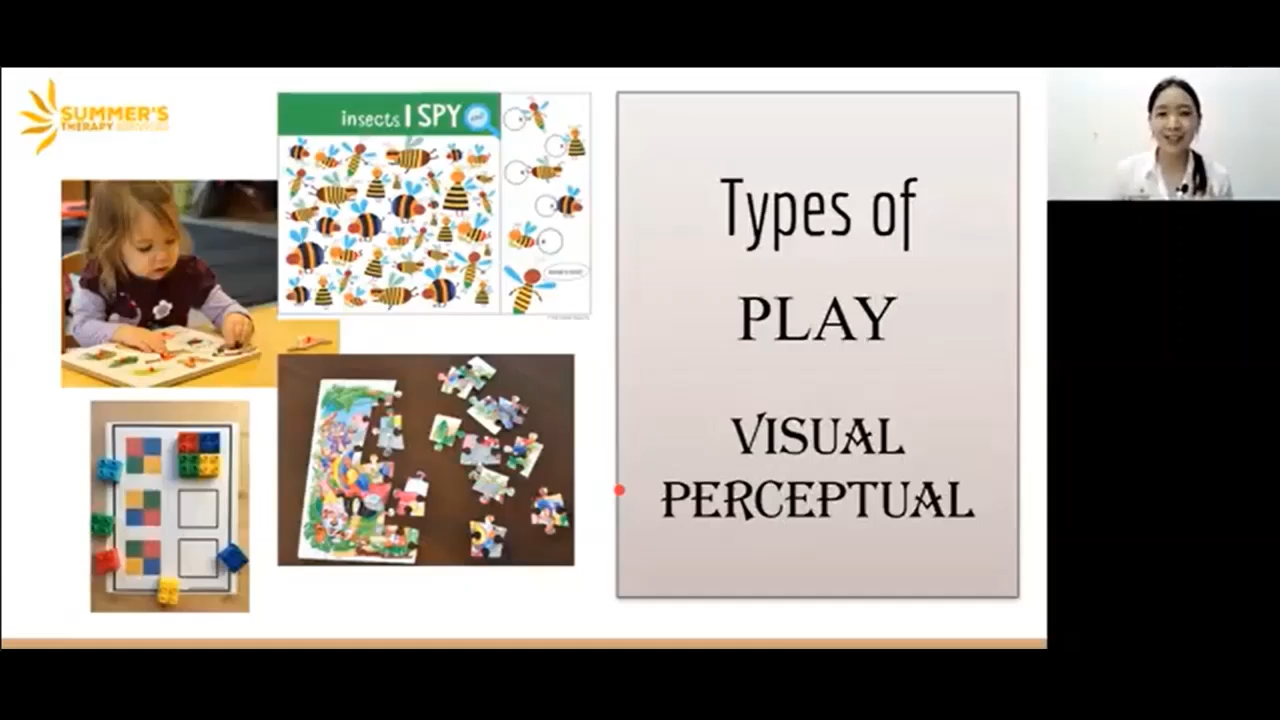 SUMMER'S
THERAPY SERVICES
insects I SPY
Types of
PLAY
VISUAL
PERCEPTUAL